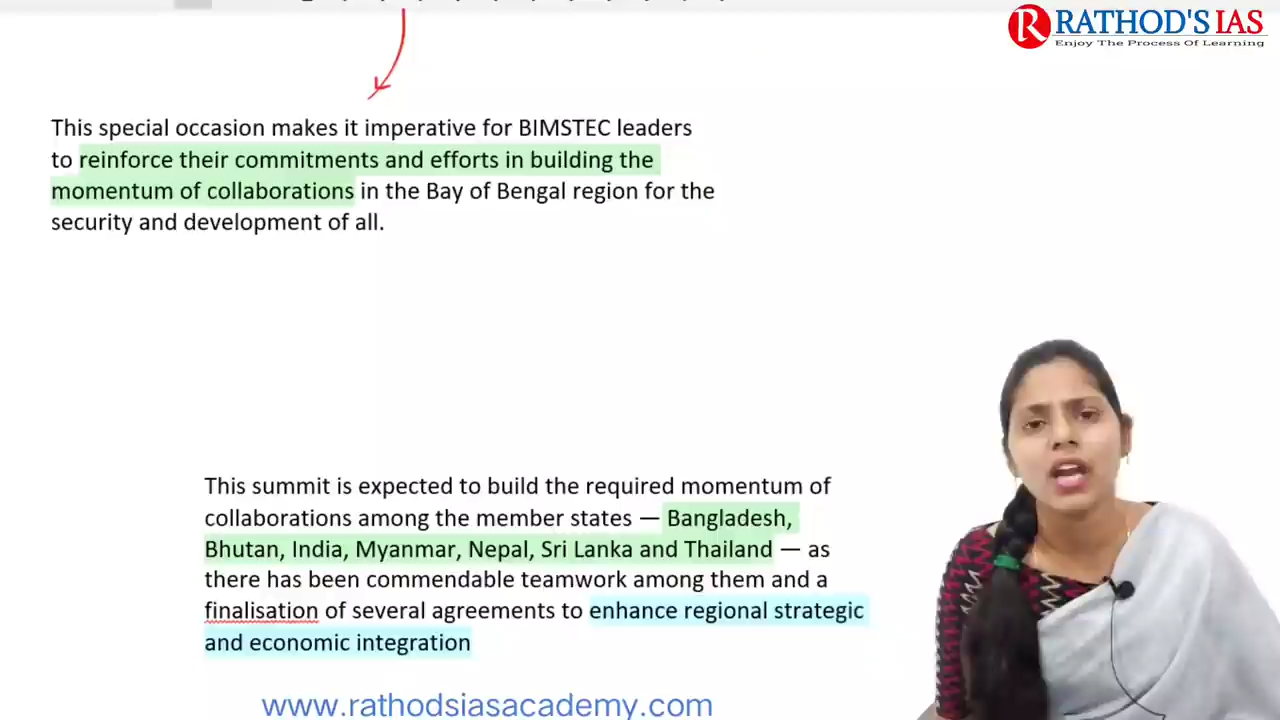 RATHOD'S IAS
Enjoy The Process Of Learning
This special occasion makes it imperative for BIMSTEC leaders
to reinforce their commitments and efforts in building the
momentum of collaborations in the Bay of Bengal region for the
security and development of all.
This summit is expected to build the required momentum of
collaborations among the member states — Bangladesh,
Bhutan, India, Myanmar, Nepal, Sri Lanka and Thailand — as
there has been commendable teamwork among them and a
finalisation of several agreements to enhance regional strategic
and economic integration
www.rathodsiasacademy.com